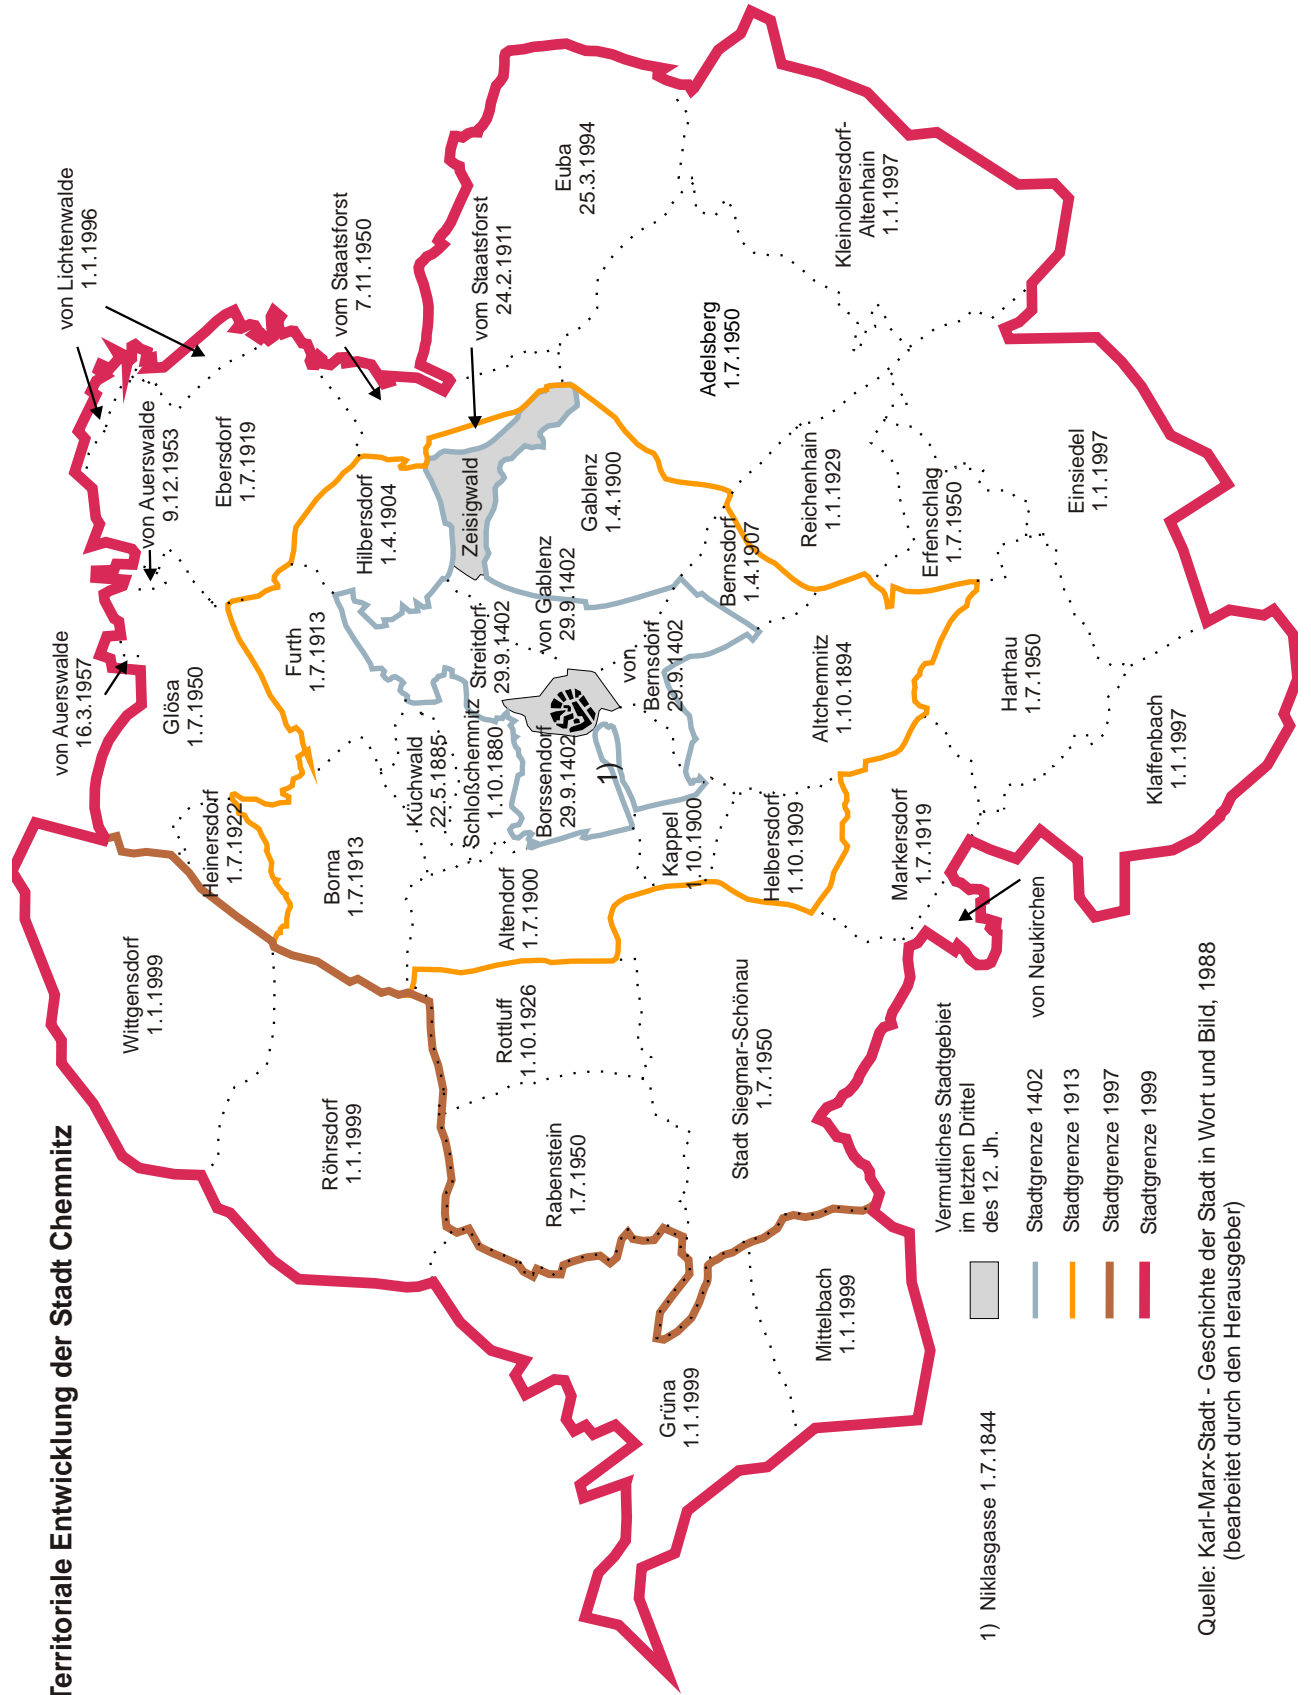 Territoriale Entwicklung der Stadt Chemnitz
Wittgensdorf
1.1.1999
Röhrsdorf
1.1.1999
Grüna
1.1.1999
Mittelbach
1.1.1999
Rabenstein
1.7.1950
Rottluff
1.10.1926
Stadt Siegmar-Schönau
1.7.1950
Heinersdorf
1.7.1922
Borna
1.7.1913
Altendorf
1.7.1900
Glösa
1.7.1950
von Auerswalde
16.3.1957
von Auerswalde
9.12.1953
von Lichtenwalde
1.1.1996
Ebersdorf
1.7.1919
vom Staatsforst
7.11.1950
vom Staatsforst
24.2.1911
Furth
1.7.1913
Hilbersdorf
1.4.1904
Zeisigwald
Küchwald
22.5.1885
Schloßchemnitz
1.10.1880
Streitdorf
29.9.1402
Borssendorf
29.9.1402
1)
von Gablenz
29.9.1402
von
Bernsdorf
29.9.1402
Gablenz
1.4.1900
Bernsdorf
1.4.1907
Kappel
1.10.1900
Helbersdorf
1.10.1909
Altchemnitz
1.10.1894
Markersdorf
1.7.1919
Euba
25.3.1994
Adelsberg
1.7.1950
Kleinolbersdorf-
Altenhain
1.1.1997
Reichenhain
1.1.1929
Erfenschlag
1.7.1950
Einsiedel
1.1.1997
Harthau
1.7.1950
Klaffenbach
1.1.1997
von Neukirchen
Vermutliches Stadtgebiet
im letzten Drittel
des 12. Jh.
Stadtgrenze 1402
Stadtgrenze 1913
Stadtgrenze 1997
Stadtgrenze 1999
1) Niklasgasse 1.7.1844
Quelle: Karl-Marx-Stadt - Geschichte der Stadt in Wort und Bild, 1988
(bearbeitet durch den Herausgeber)